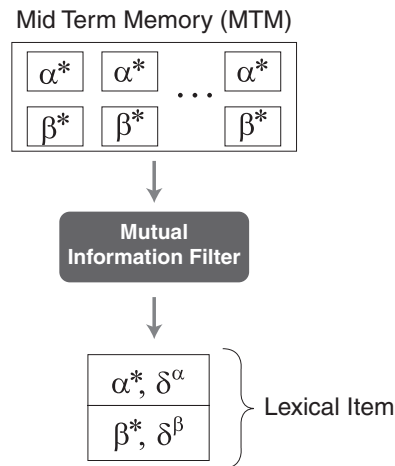 Mid Term Memory (MTM)
α* α* ... α*
β* β* β*
Mutual
Information Filter
α*, δ^α
β*, δ^β
Lexical Item